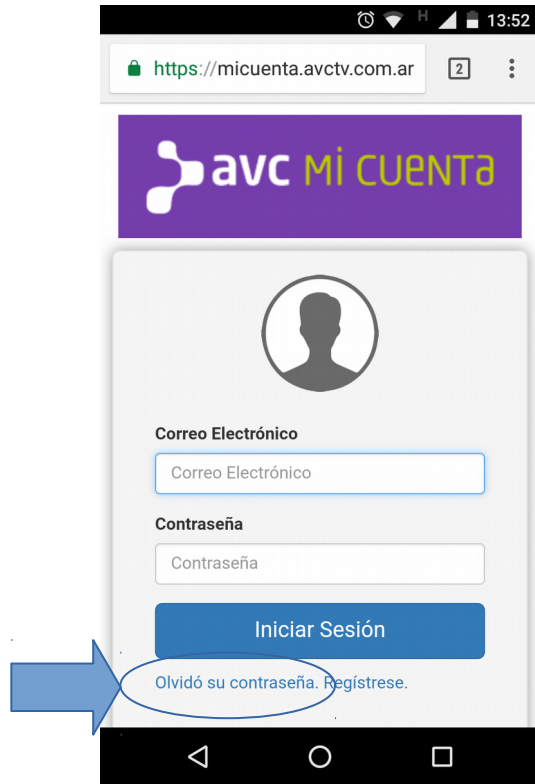 H 13:52
https://micuenta.avctv.com.ar 2
avc Mi CUENTa
Correo Electrónico
Correo Electrónico
Contraseña
Contraseña
Iniciar Sesión
Olvidó su contraseña. Regístrese.